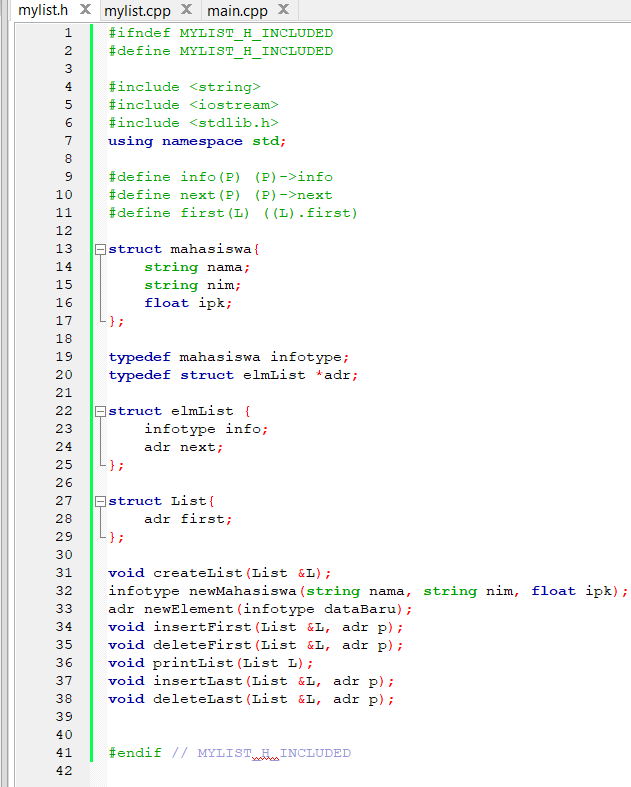 mylist.h X mylist.cpp X main.cpp X
1 #ifndef MYLIST_H_INCLUDED
2 #define MYLIST_H_INCLUDED
3
4 #include <string>
5 #include <iostream>
6 #include <stdlib.h>
7 using namespace std;
8
9 #define info(P) (P)->info
10 #define next(P) (P)->next
11 #define first(L) ((L).first)
12
13 struct mahasiswa{
14     string nama;
15     string nim;
16     float ipk;
17 };
18
19 typedef mahasiswa infotype;
20 typedef struct elmList *adr;
21
22 struct elmList {
23     infotype info;
24     adr next;
25 };
26
27 struct List{
28     adr first;
29 };
30
31 void createList(List &L);
32 infotype newMahasiswa(string nama, string nim, float ipk);
33 adr newElement(infotype dataBaru);
34 void insertFirst(List &L, adr p);
35 void deleteFirst(List &L, adr p);
36 void printList(List L);
37 void insertLast(List &L, adr p);
38 void deleteLast(List &L, adr p);
39
40
41 #endif // MYLIST_H_INCLUDED
42